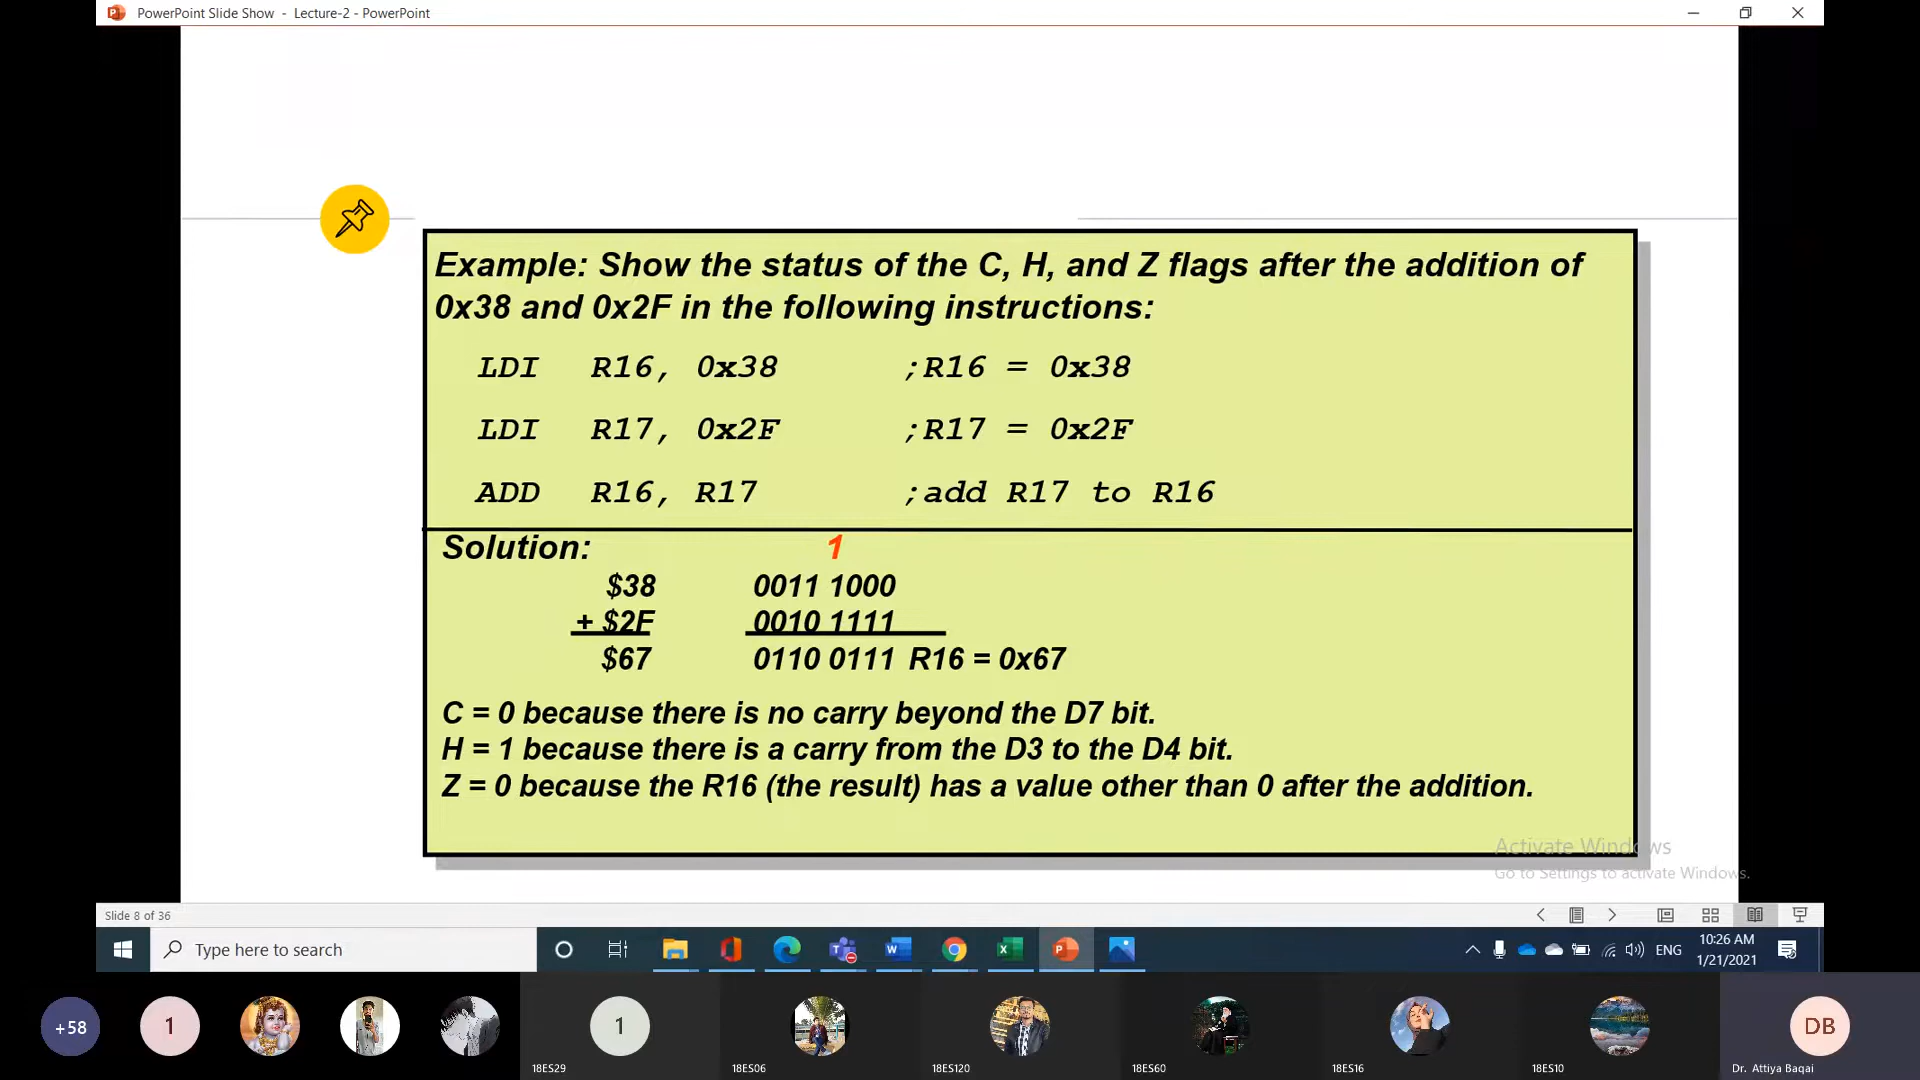 PowerPoint Slide Show - Lecture-2 - PowerPoint
Example: Show the status of the C, H, and Z flags after the addition of
0x38 and 0x2F in the following instructions:
LDI R16, 0x38 ;R16 = 0x38
LDI R17, 0x2F ;R17 = 0x2F
ADD R16, R17 ;add R17 to R16
Solution: 1
$38 0011 1000
+ $2F 0010 1111
$67 0110 0111 R16 = 0x67
C = 0 because there is no carry beyond the D7 bit.
H = 1 because there is a carry from the D3 to the D4 bit.
Z = 0 because the R16 (the result) has a value other than 0 after the addition.
Activate Windows
Go to Settings to activate Windows.
Slide 8 of 36
Type here to search
ENG
10:26 AM
1/21/2021
+58
1
1
DB
18ES29
18ES06
18ES120
18ES60
18ES16
18ES10
Dr. Attiya Baqai